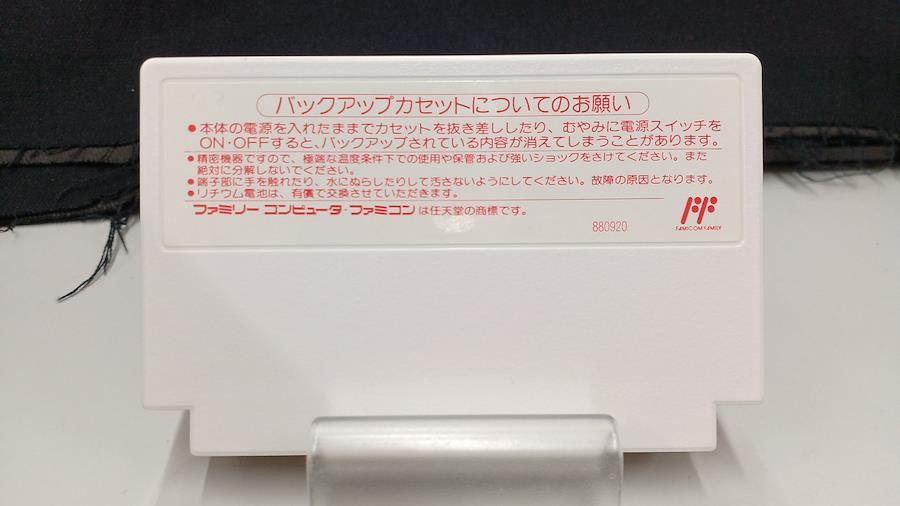 バックアップカセットについてのお願い
●本体の電源を入れたままでカセットを抜き差ししたり、むやみに電源スイッチを
ON・OFFすると、バックアップされている内容が消えてしまうことがあります。
●精密機器ですので、極端な温度条件下での使用や保管および強いショックをさけてください。また
絶対に分解しないでください。
●端子部に手を触れたり、水にぬらしたりして汚さないようにしてください。故障の原因となります。
●リチウム電池は、有償で交換させていただきます。
ファミリー コンピュータ・ファミコンは任天堂の商標です。
880920
FAMICOM FAMILY